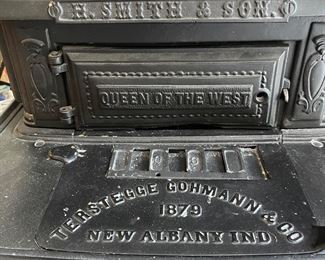 H. SMITH & SON.
QUEEN OF THE WEST
TERSTEGGE GOHMANN & CO
1879
NEW ALBANY IND